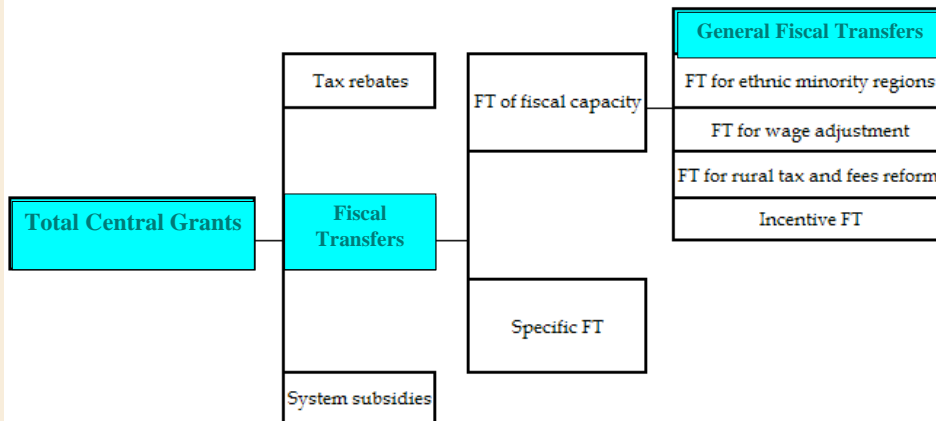 General Fiscal Transfers
Tax rebates
FT of fiscal capacity
FT for ethnic minority regions
FT for wage adjustment
FT for rural tax and fees reform
Total Central Grants
Fiscal
Transfers
Incentive FT
Specific FT
System subsidies